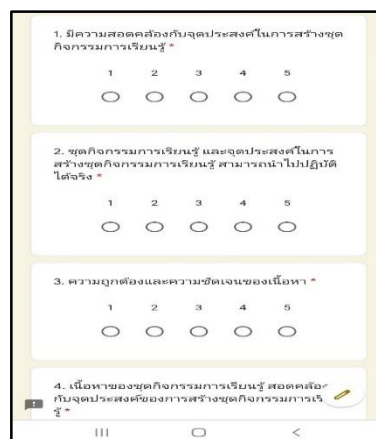 1. มีความสอดคล้องกับจุดประสงค์ในการสร้างชุด
กิจกรรมการเรียนรู้ *
1 2 3 4 5
2. ชุดกิจกรรมการเรียนรู้ และจุดประสงค์ในการ
สร้างชุดกิจกรรมการเรียนรู้ สามารถนำไปปฏิบัติ
ได้จริง *
1 2 3 4 5
3. ความถูกต้องและความชัดเจนของเนื้อหา *
1 2 3 4 5
4. เนื้อหาของชุดกิจกรรมการเรียนรู้ สอดคล้อง
กับจุดประสงค์ของการสร้างชุดกิจกรรมการเรี
รู้ *